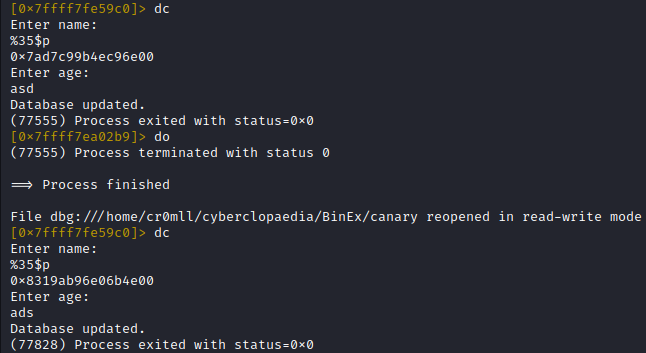 [0×7ffff7fe59c0]> dc
Enter name:
%35$p
0×7ad7c99b4ec96e00
Enter age:
asd
Database updated.
(77555) Process exited with status=0×0
[0×7ffff7ea02b9]> do
(77555) Process terminated with status 0
⟹ Process finished
File dbg:///home/cr0mll/cyberclopaedia/BinEx/canary reopened in read-write mode
[0×7ffff7fe59c0]> dc
Enter name:
%35$p
0×8319ab96e06b4e00
Enter age:
ads
Database updated.
(77828) Process exited with status=0×0